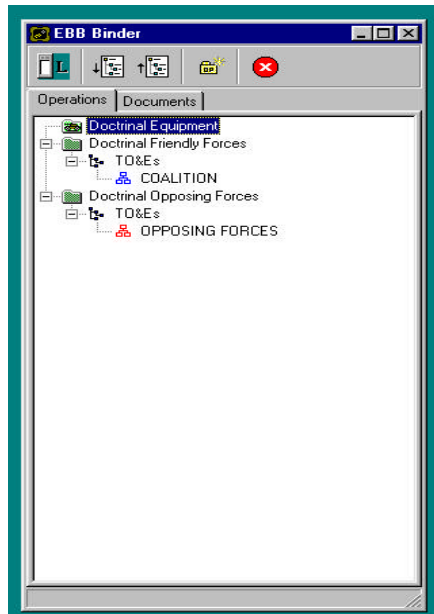 EBB Binder
L
Operations Documents
Doctrinal Equipment
Doctrinal Friendly Forces
TO&Es
COALITION
Doctrinal Opposing Forces
TO&Es
OPPOSING FORCES